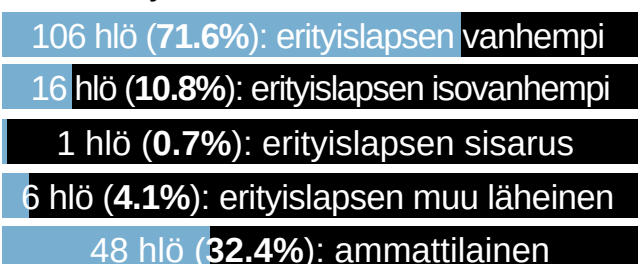 106 hlö (71.6%): erityislapsen vanhempi
16 hlö (10.8%): erityislapsen isovanhempi
1 hlö (0.7%): erityislapsen sisarus
6 hlö (4.1%): erityislapsen muu läheinen
48 hlö (32.4%): ammattilainen